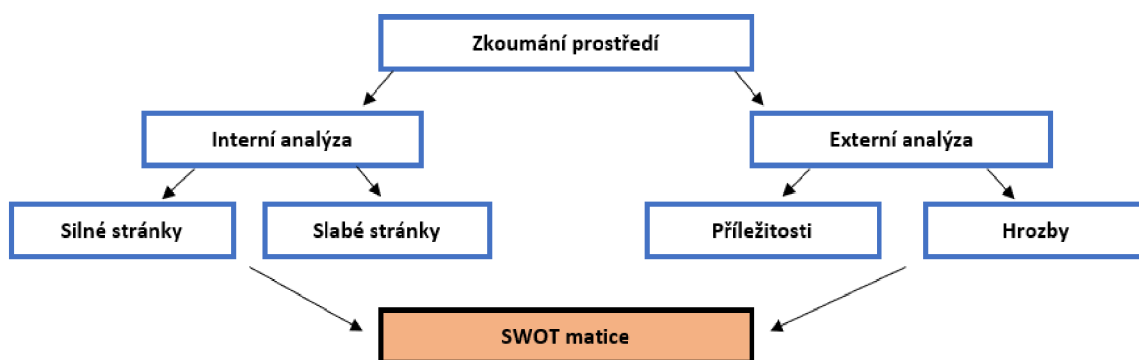 Zkoumání prostředí
Interní analýza
Externí analýza
Silné stránky
Slabé stránky
Příležitosti
Hrozby
SWOT matice